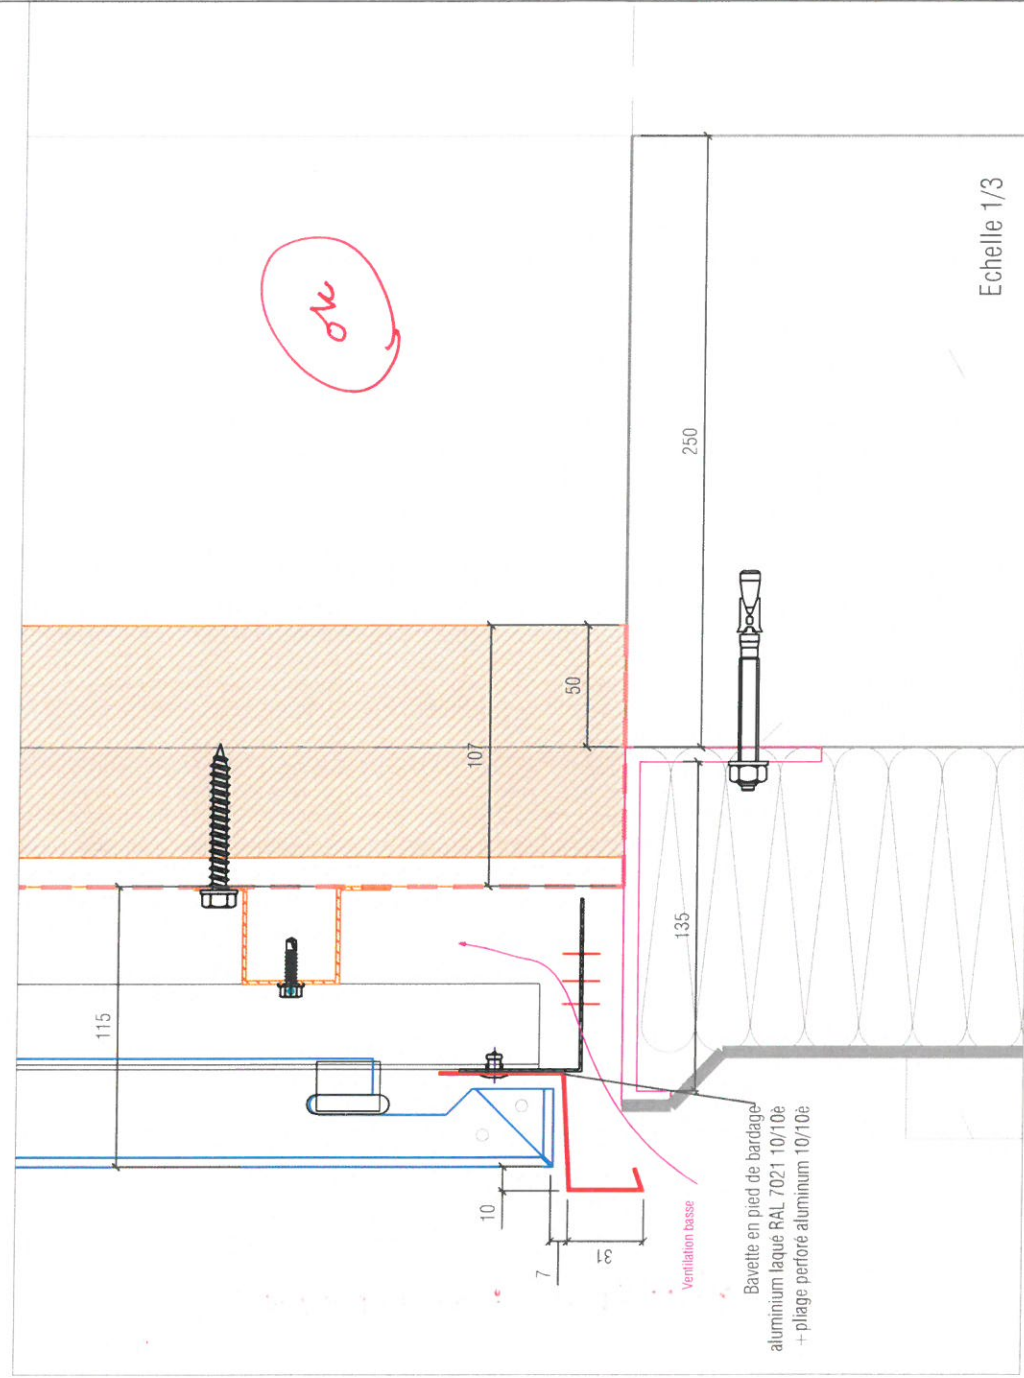 ok
Echelle 1/3
250
50
107
135
115
10
7
31
Ventilation basse
Bavette en pied de bardage
aluminium laqué RAL 7021 10/10è
+ pliage perforé aluminum 10/10è